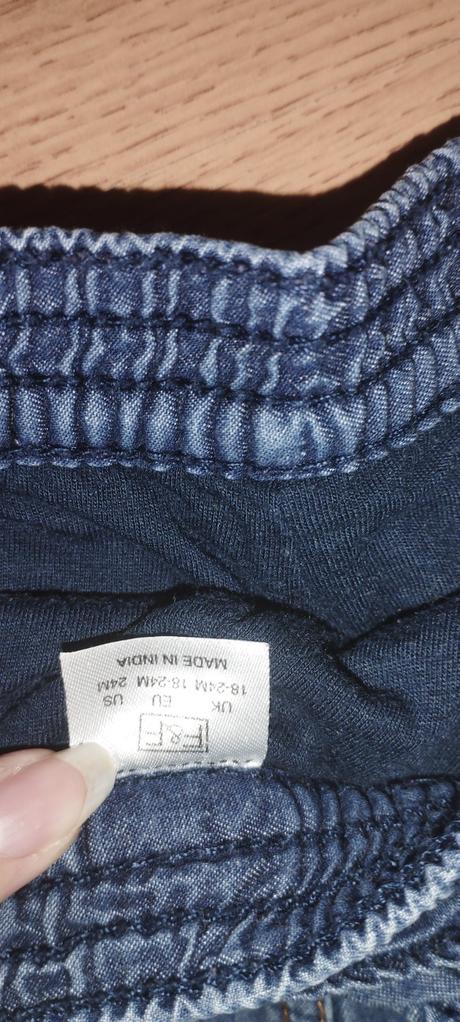 F&F
UK EU US
18-24M 18-24M 24M
MADE IN INDIA